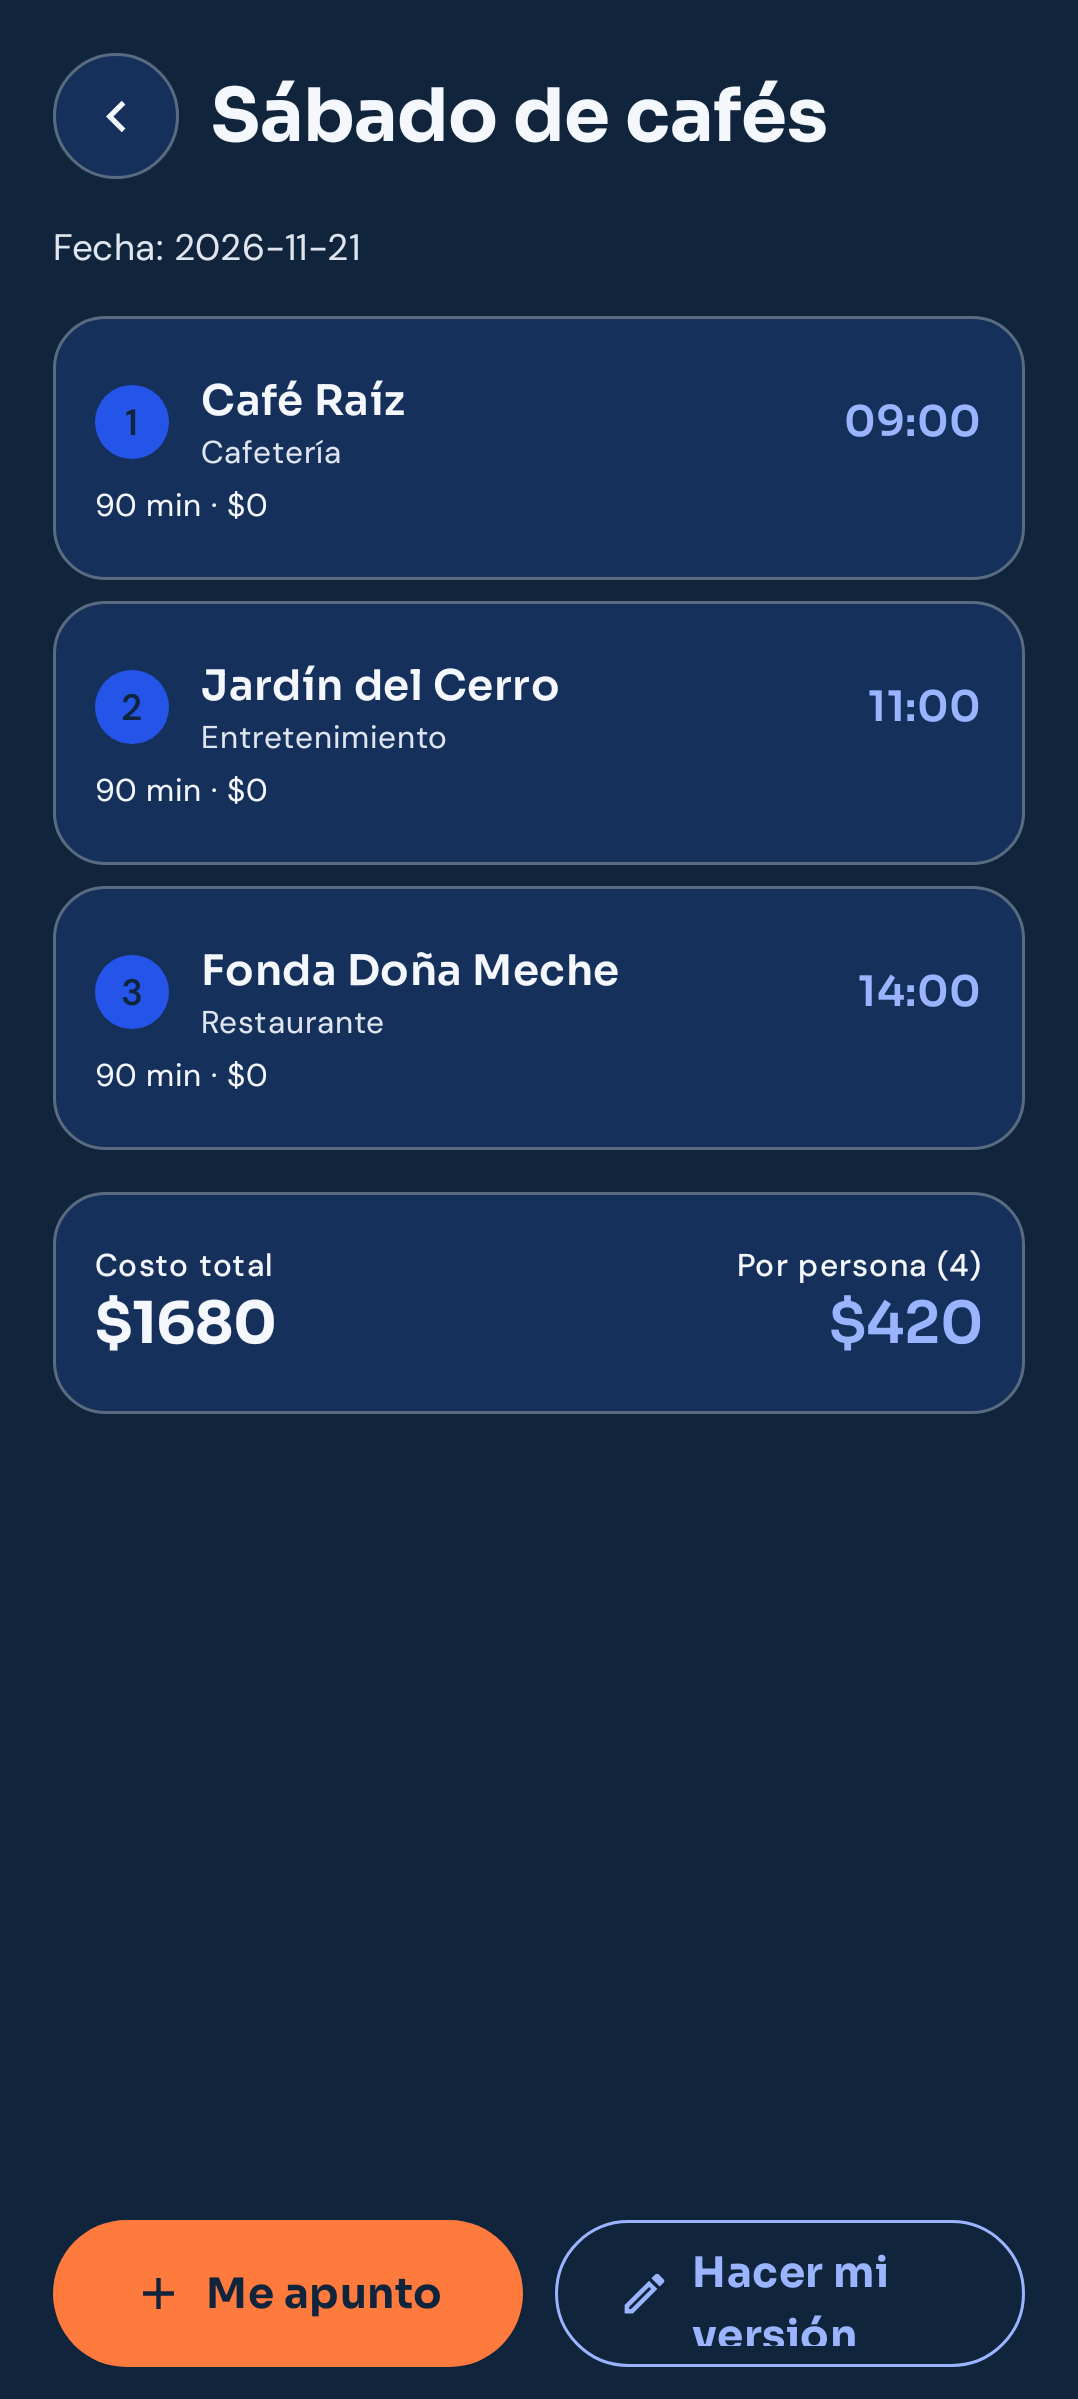 Sábado de cafés
Fecha: 2026-11-21
1
Café Raíz
Cafetería
09:00
90 min · $0
2
Jardín del Cerro
Entretenimiento
11:00
90 min · $0
3
Fonda Doña Meche
Restaurante
14:00
90 min · $0
Costo total
$1680
Por persona (4)
$420
Me apunto
Hacer mi
versión